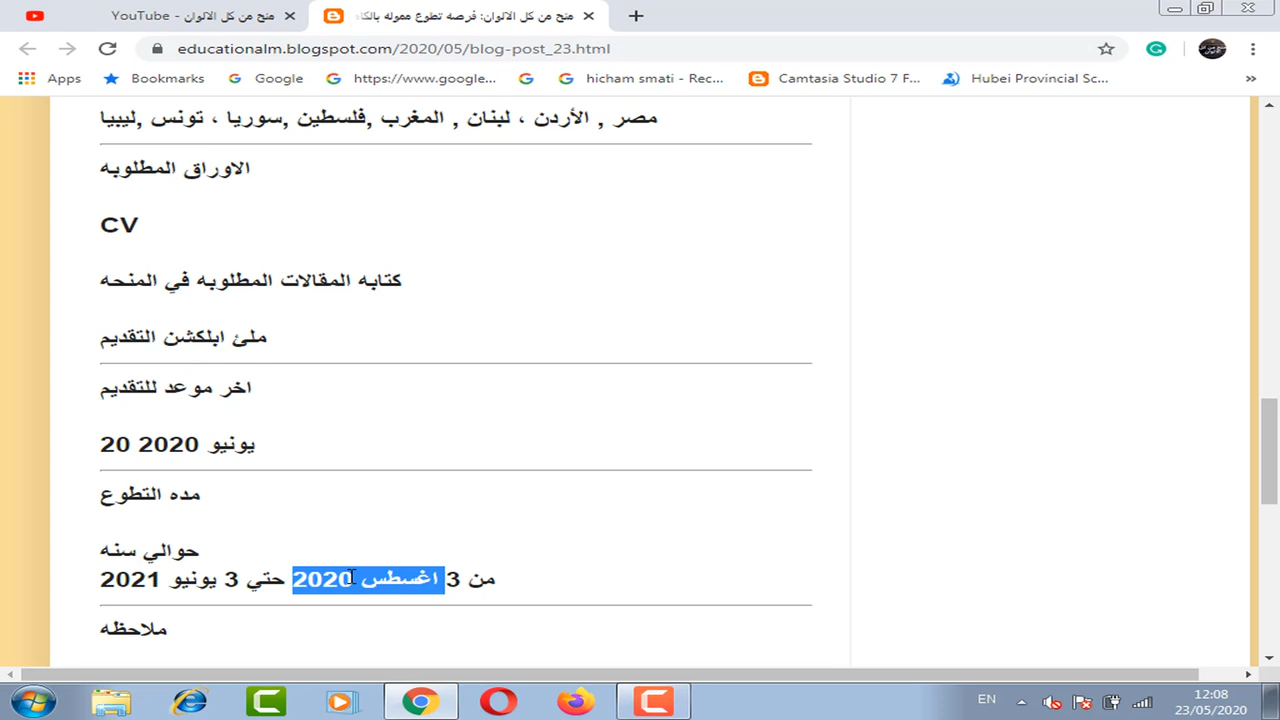 منح من كل الالوان - YouTube
منح من كل الالوان: فرصة تطوع ممولة بالكا
educationalm.blogspot.com/2020/05/blog-post_23.html
Apps
Bookmarks
Google
https://www.google...
hicham smati - Rec...
Camtasia Studio 7 F...
Hubei Provincial Sc...
مصر , الأردن ، لبنان , المغرب ,فلسطين ,سوريا ، تونس ,ليبيا
الاوراق المطلوبه
CV
كتابه المقالات المطلوبه في المنحه
ملئ ابلكشن التقديم
اخر موعد للتقديم
20 يونيو 2020
مده التطوع
حوالي سنه
من 3 اغسطس 2020 حتي 3 يونيو 2021
ملاحظه
EN
12:08
23/05/2020